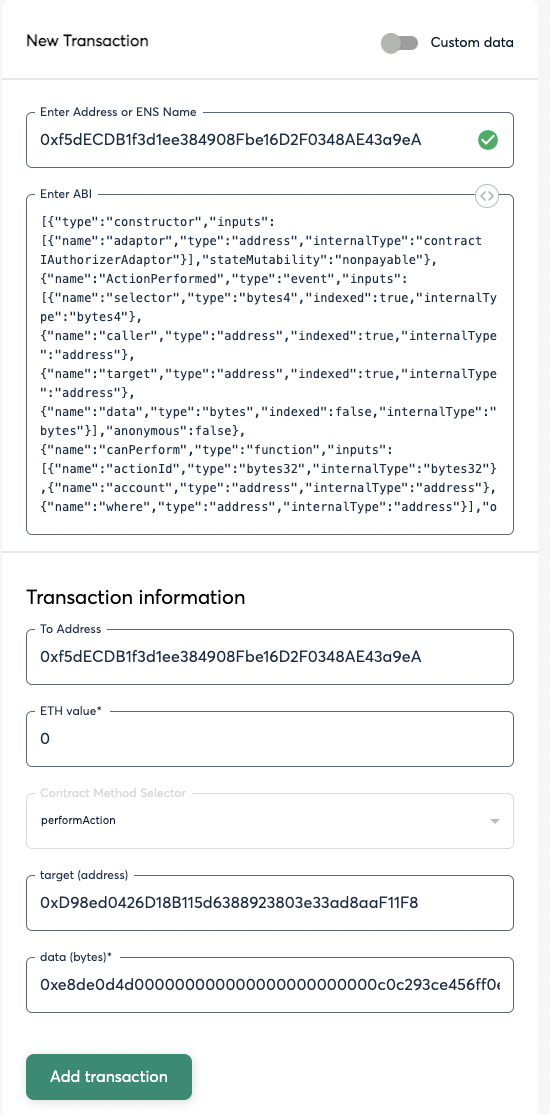 New Transaction
Custom data
Enter Address or ENS Name
0xf5dECDB1f3d1ee384908Fbe16D2F0348AE43a9eA
Enter ABI
<>
[{"type":"constructor","inputs":
[{"name":"adaptor","type":"address","internalType":"contract
IAuthorizerAdaptor"}],"stateMutability":"nonpayable"},
{"name":"ActionPerformed","type":"event","inputs":
[{"name":"selector","type":"bytes4","indexed":true,"internalTy
pe":"bytes4"},
{"name":"caller","type":"address","indexed":true,"internalType
":"address"},
{"name":"target","type":"address","indexed":true,"internalType
":"address"},
{"name":"data","type":"bytes","indexed":false,"internalType":"
bytes"}],"anonymous":false},
{"name":"canPerform","type":"function","inputs":
[{"name":"actionId","type":"bytes32","internalType":"bytes32"}
,{"name":"account","type":"address","internalType":"address"},
{"name":"where","type":"address","internalType":"address"}],"o
Transaction information
To Address
0xf5dECDB1f3d1ee384908Fbe16D2F0348AE43a9eA
ETH value*
0
Contract Method Selector
performAction
target (address)
0xD98ed0426D18B115d6388923803e33ad8aaF11F8
data (bytes)*
0xe8de0d4d000000000000000000000000c0c293ce456ff0e
Add transaction